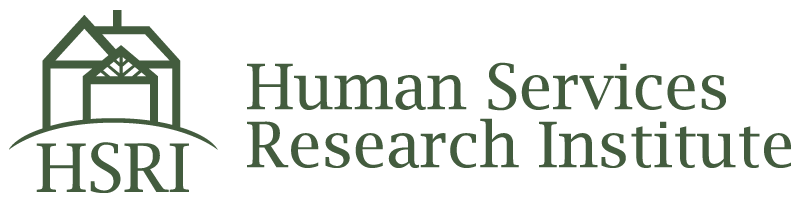 HSRI
Human Services
Research Institute